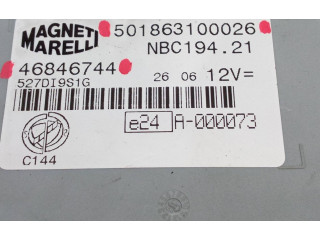 MAGNETI MARELLI
501863100026
NBC194.21
46846744
26 06 12V=
527DI9S1G
e24 A-000073
C144